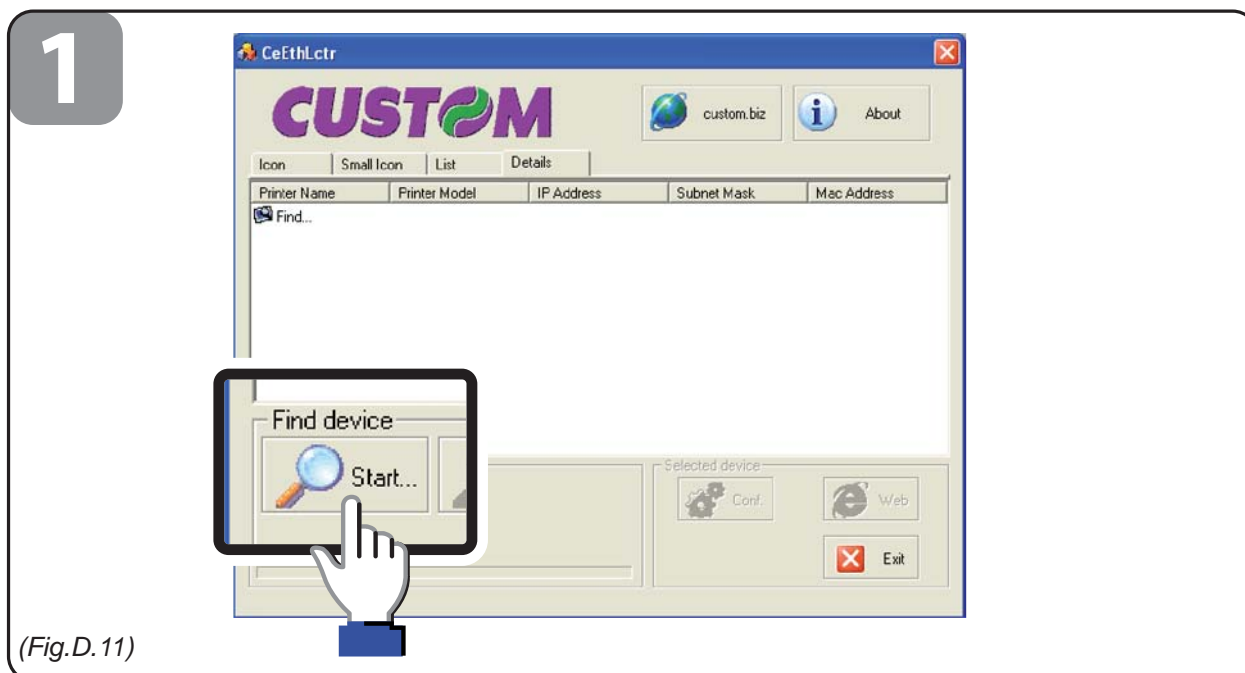 1
CeEthLctr
CUSTOM
custom.biz
About
Icon Small Icon List Details
Printer Name Printer Model IP Address Subnet Mask Mac Address
Find...
Find device
Start...
Selected device
Conf. Web
Exit
(Fig.D.11)